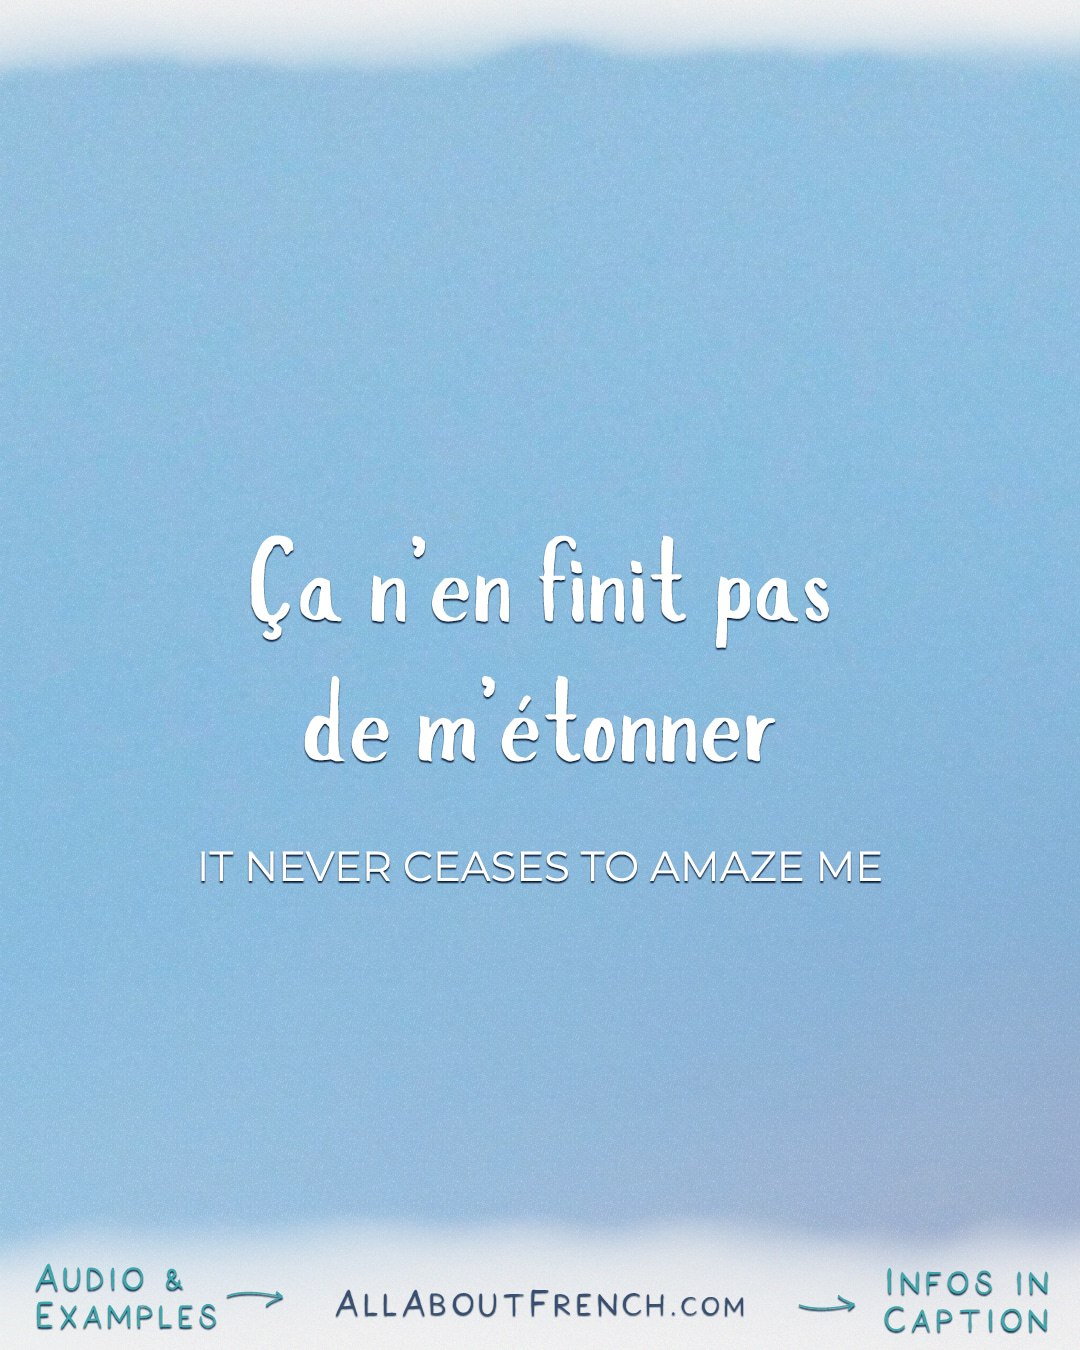 Ça n'en finit pas
de m'étonner
IT NEVER CEASES TO AMAZE ME
AUDIO &
EXAMPLES
ALLABOUTFRENCH.COM
INFOS IN
CAPTION